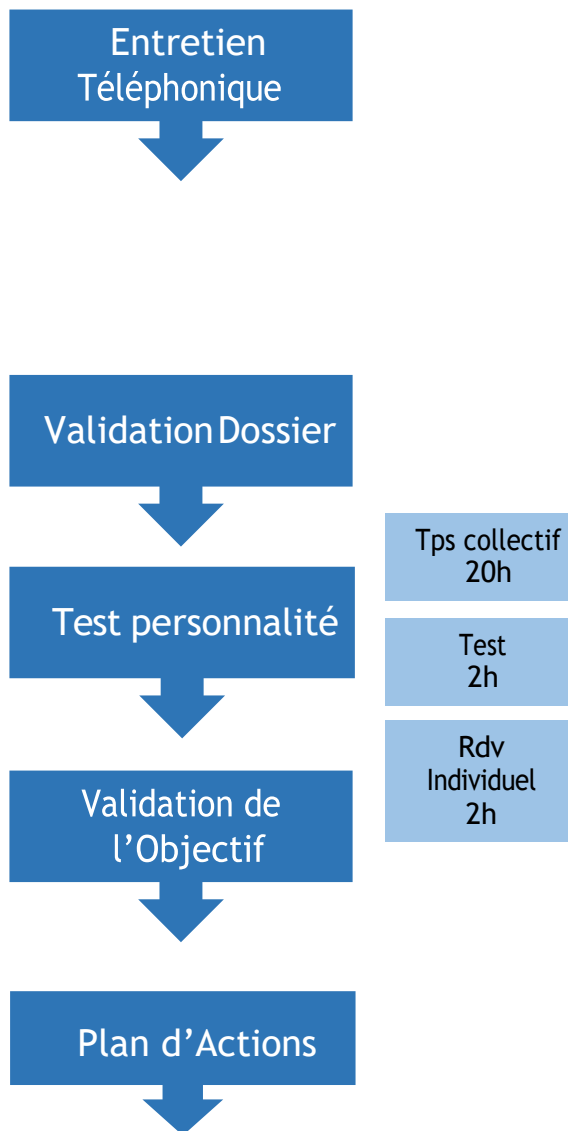 Entretien
Téléphonique
Validation Dossier
Tps collectif
20h
Test personnalité
Test
2h
Rdv
Individuel
2h
Validation de
l’Objectif
Plan d’Actions